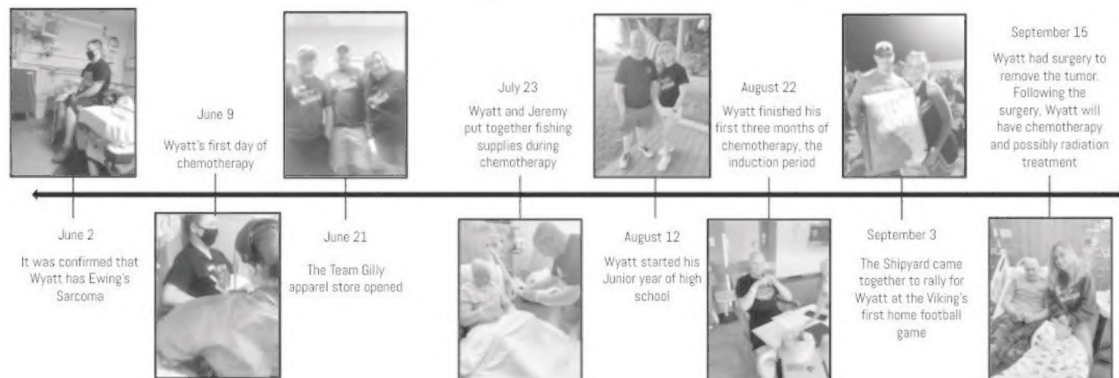 June 2
It was confirmed that
Wyatt has Ewing's
Sarcoma
June 9
Wyatt's first day of
chemotherapy
June 21
The Team Gilly
apparel store opened
July 23
Wyatt and Jeremy
put together fishing
supplies during
chemotherapy
August 12
Wyatt started his
Junior year of high
school
August 22
Wyatt finished his
first three months of
chemotherapy, the
induction period
September 3
The Shipyard came
together to rally for
Wyatt at the Viking's
first home football
game
September 15
Wyatt had surgery to
remove the tumor.
Following the
surgery, Wyatt will
have chemotherapy
and possibly radiation
treatment